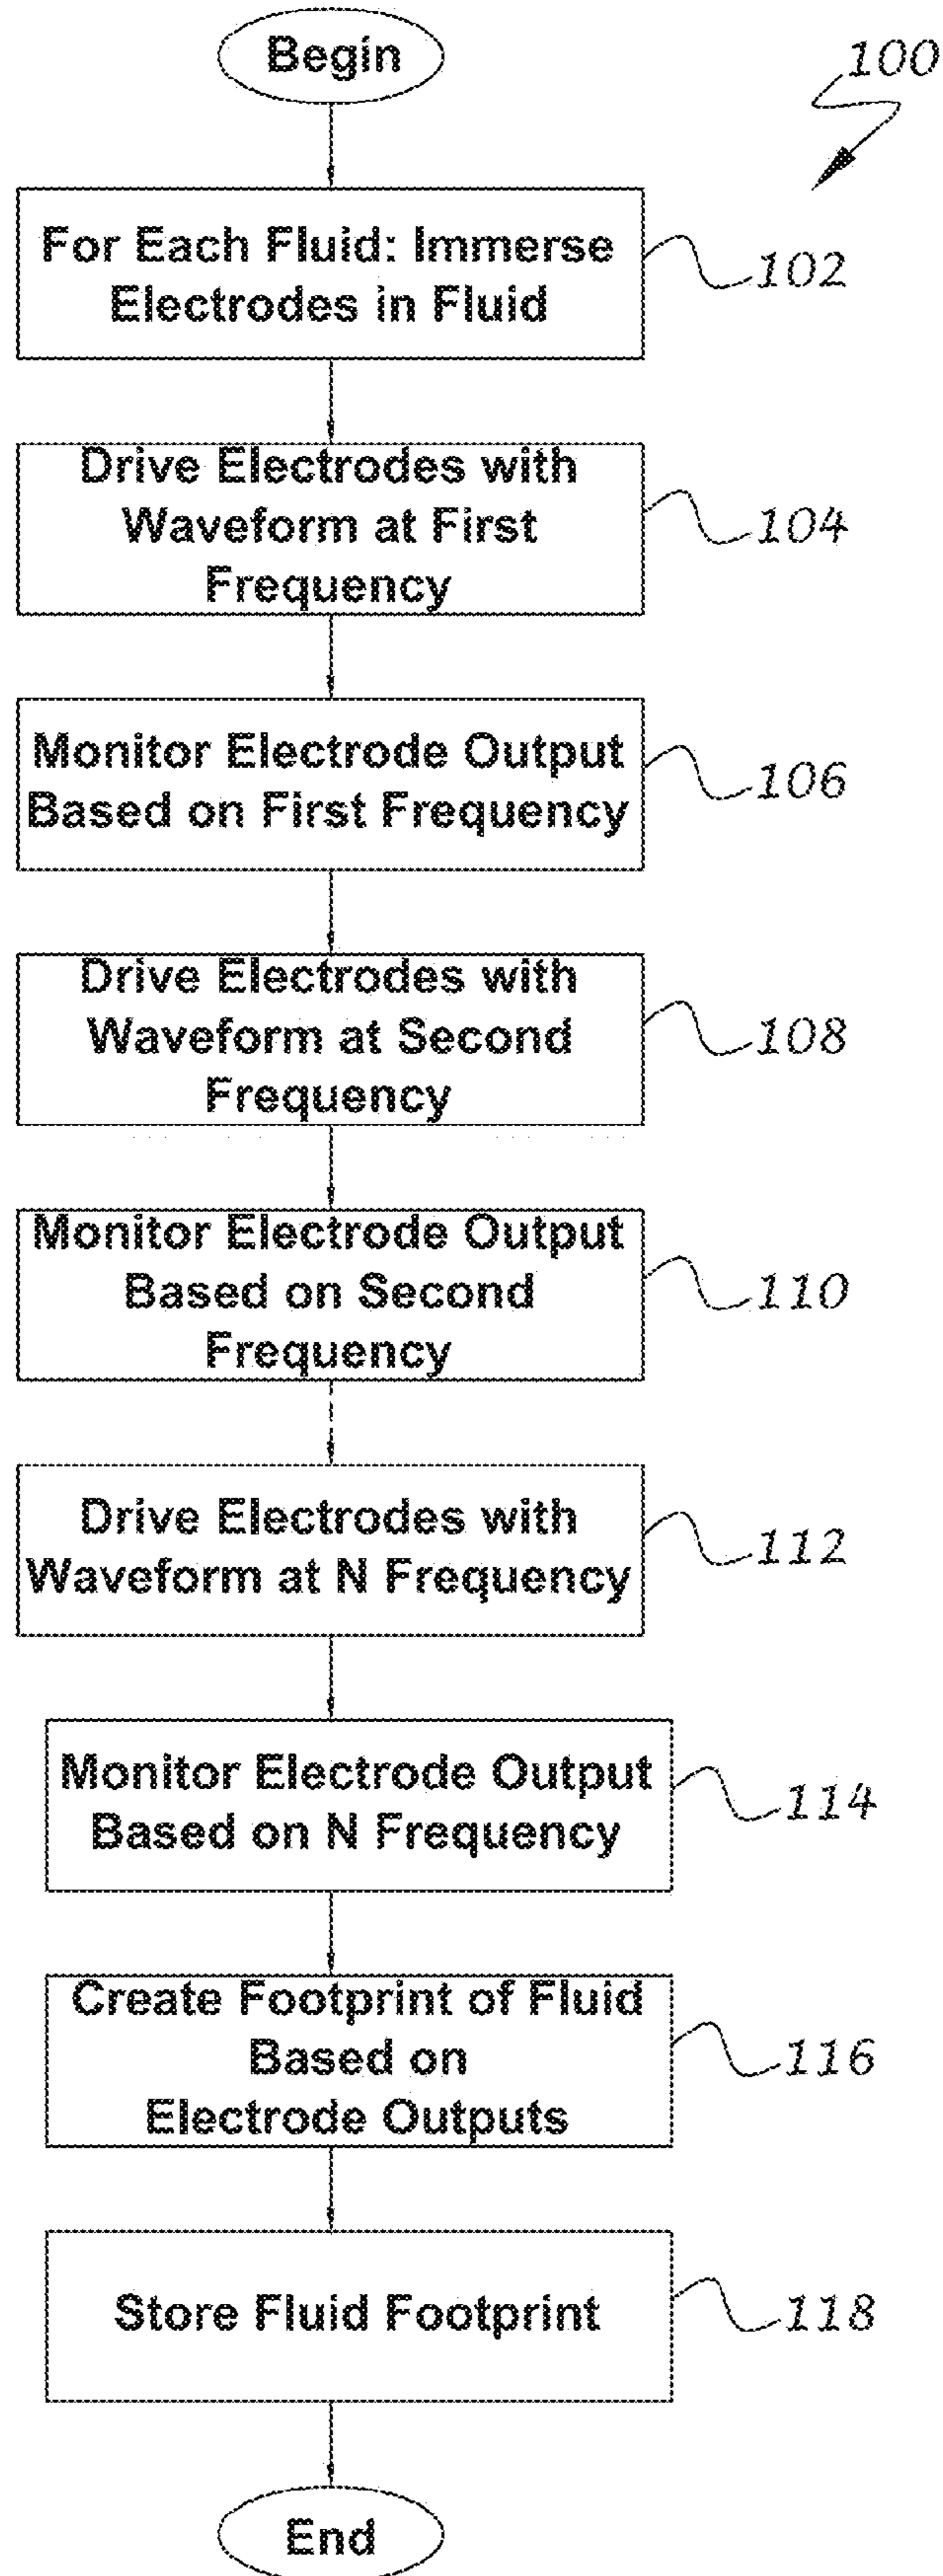 Begin
100
For Each Fluid: Immerse
Electrodes in Fluid
102
Drive Electrodes with
Waveform at First
Frequency
104
Monitor Electrode Output
Based on First Frequency
106
Drive Electrodes with
Waveform at Second
Frequency
108
Monitor Electrode Output
Based on Second
Frequency
110
Drive Electrodes with
Waveform at N Frequency
112
Monitor Electrode Output
Based on N Frequency
114
Create Footprint of Fluid
Based on
Electrode Outputs
116
Store Fluid Footprint
118
End